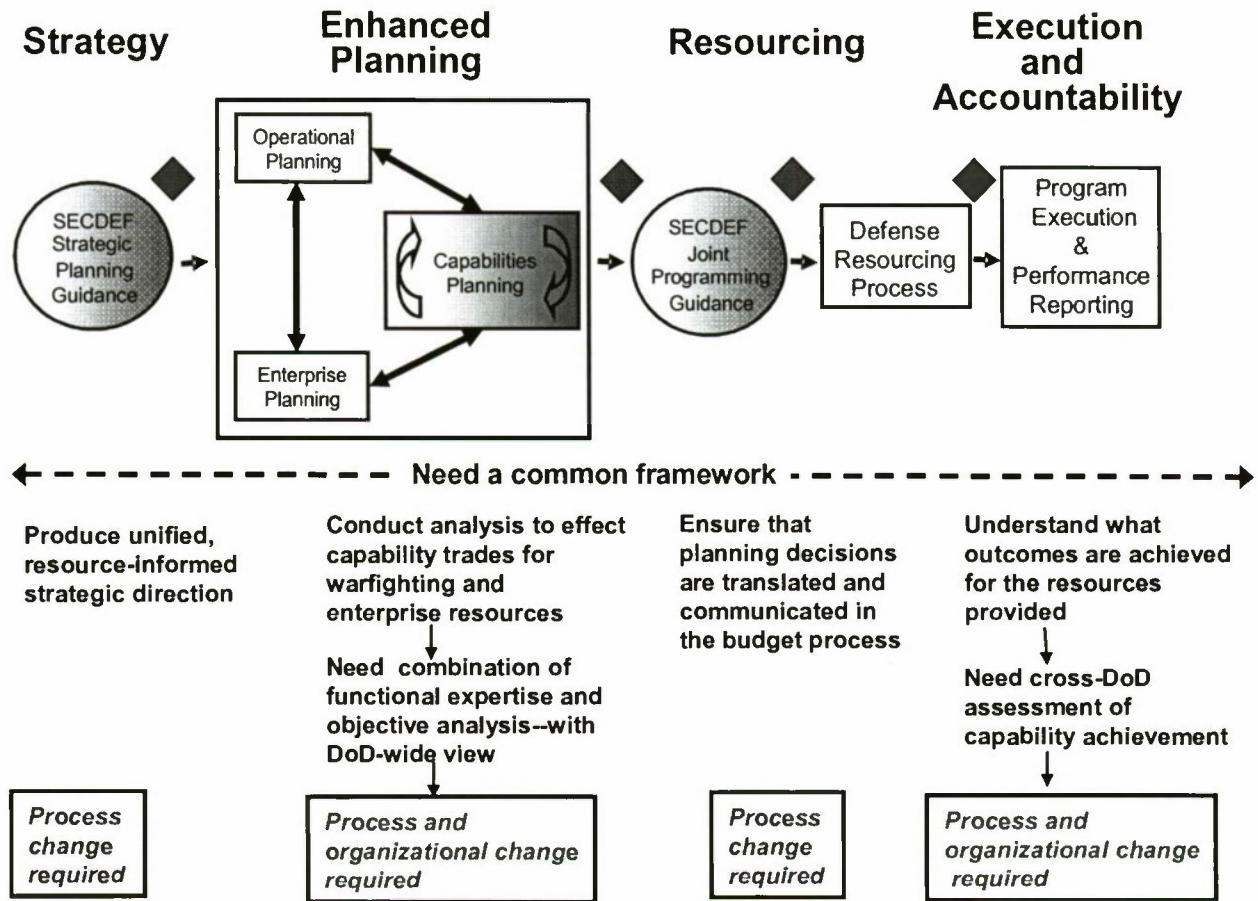 Strategy
Enhanced
Planning
Resourcing
Execution
and
Accountability
SECDEF
Strategic
Planning
Guidance
Operational
Planning
Capabilities
Planning
Enterprise
Planning
SECDEF
Joint
Programming
Guidance
Defense
Resourcing
Process
Program
Execution
&
Performance
Reporting
Need a common framework
Produce unified,
resource-informed
strategic direction
Conduct analysis to effect
capability trades for
warfighting and
enterprise resources
Need combination of
functional expertise and
objective analysis--with
DoD-wide view
Ensure that
planning decisions
are translated and
communicated in
the budget process
Understand what
outcomes are achieved
for the resources
provided
Need cross-DoD
assessment of
capability achievement
Process
change
required
Process and
organizational change
required
Process
change
required
Process and
organizational change
required